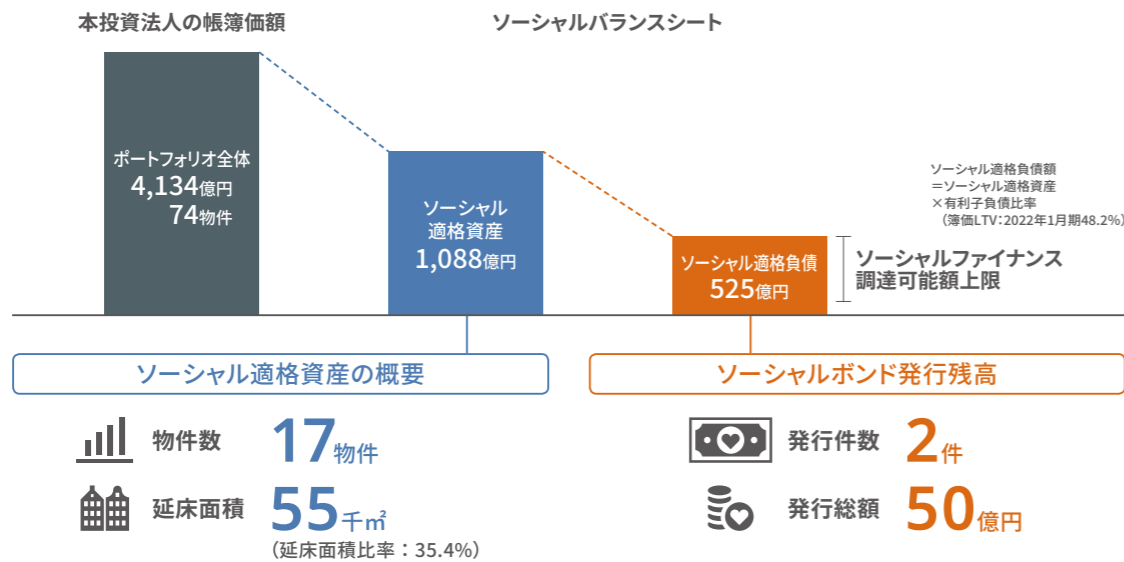 本投資法人の帳簿価額
ソーシャルバランスシート
ポートフォリオ全体
4,134億円
74物件
ソーシャル
適格資産
1,088億円
ソーシャル適格負債
525億円
ソーシャル適格負債額
=ソーシャル適格資産
×有利子負債比率
（簿価LTV：2022年1月期48.2%）
ソーシャルファイナンス
調達可能額上限
ソーシャル適格資産の概要
物件数 17物件
延床面積 55千㎡
（延床面積比率：35.4%）
ソーシャルボンド発行残高
発行件数 2件
発行総額 50億円